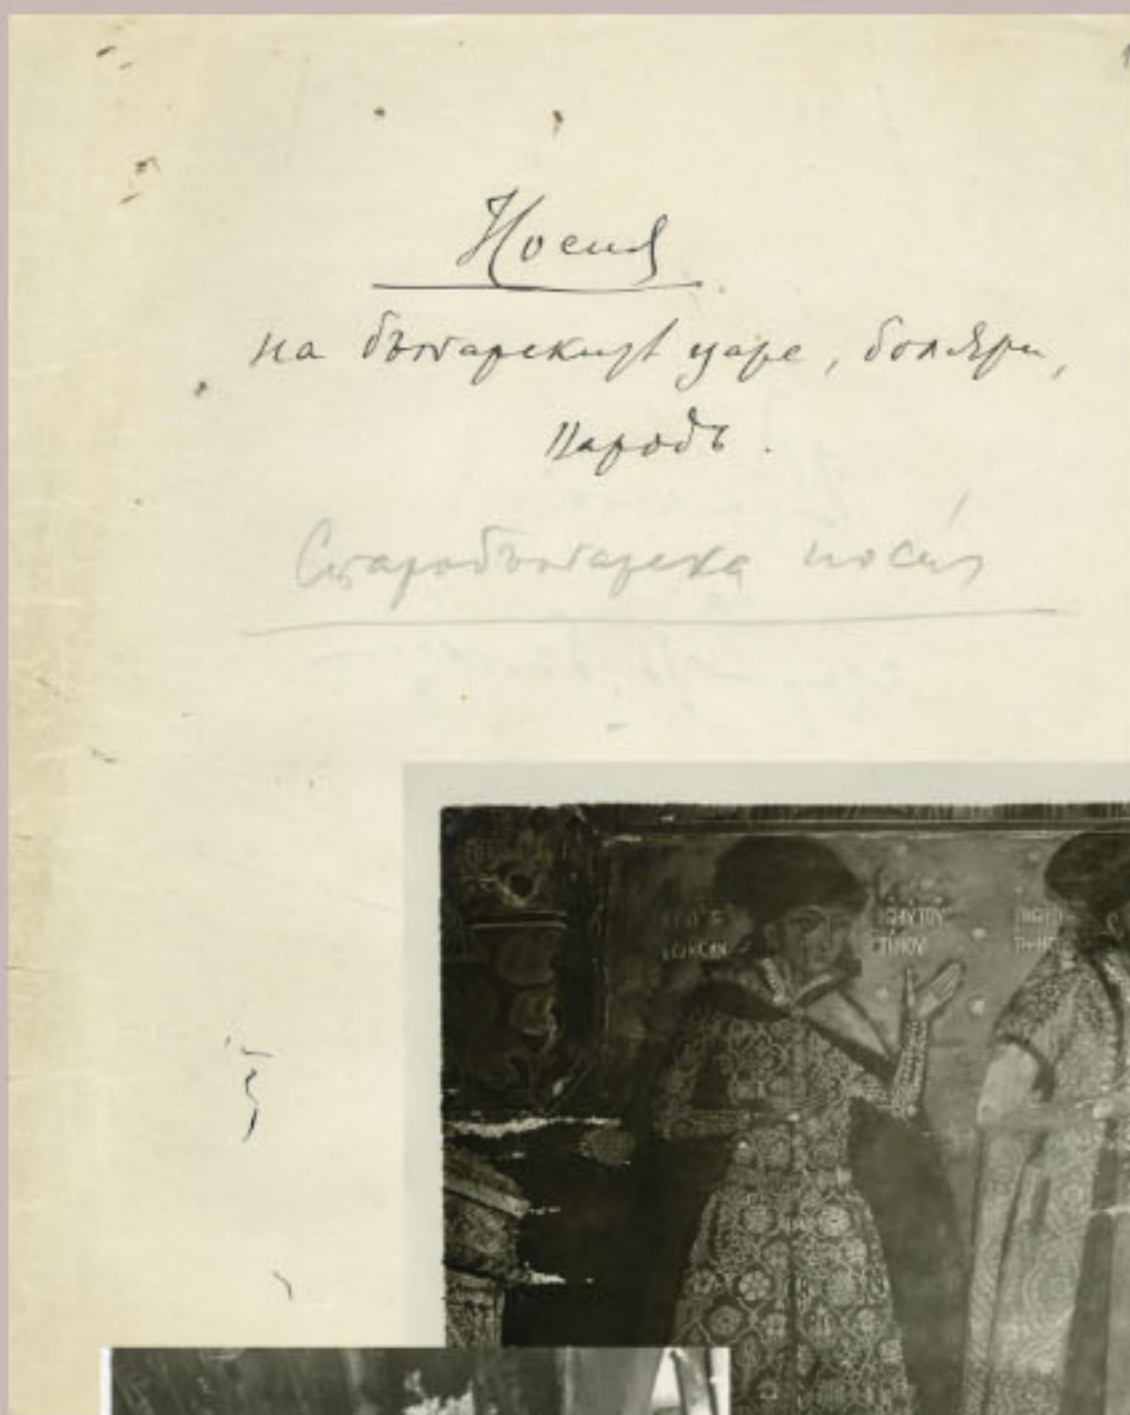 Носия
на българскитѣ царе, боляри,
народъ.
Старобългарска носия